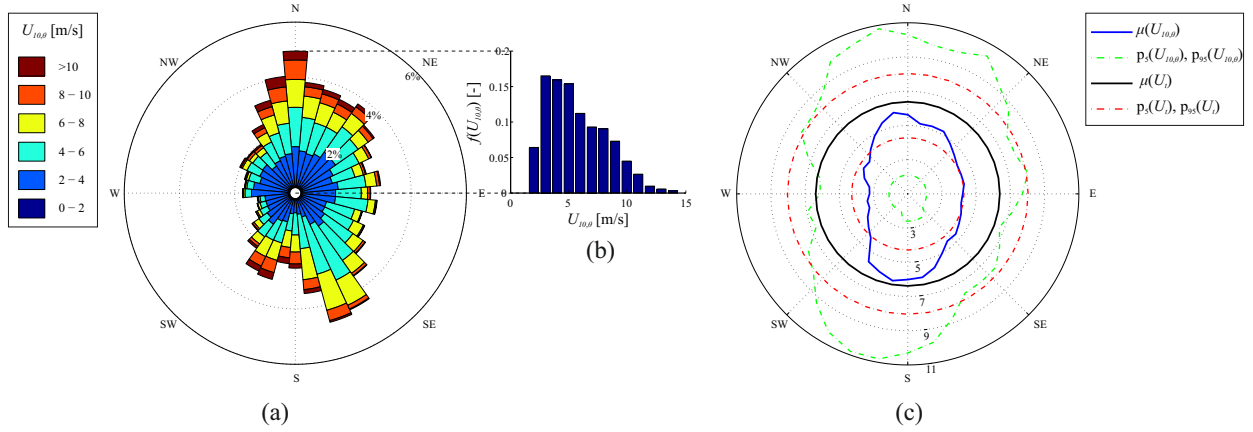 U10,θ [m/s]
>10
8 − 10
6 − 8
4 − 6
2 − 4
0 − 2
N
NE
E
SE
S
SW
W
NW
2%
4%
6%
(a)
f(U10,θ) [-]
0.2
0.15
0.1
0.05
0
0
5
10
15
U10,θ [m/s]
(b)
N
NE
E
SE
S
SW
W
NW
3
5
7
9
11
(c)
μ(U10,θ)
p5(U10,θ), p95(U10,θ)
μ(Ut)
p5(Ut), p95(Ut)